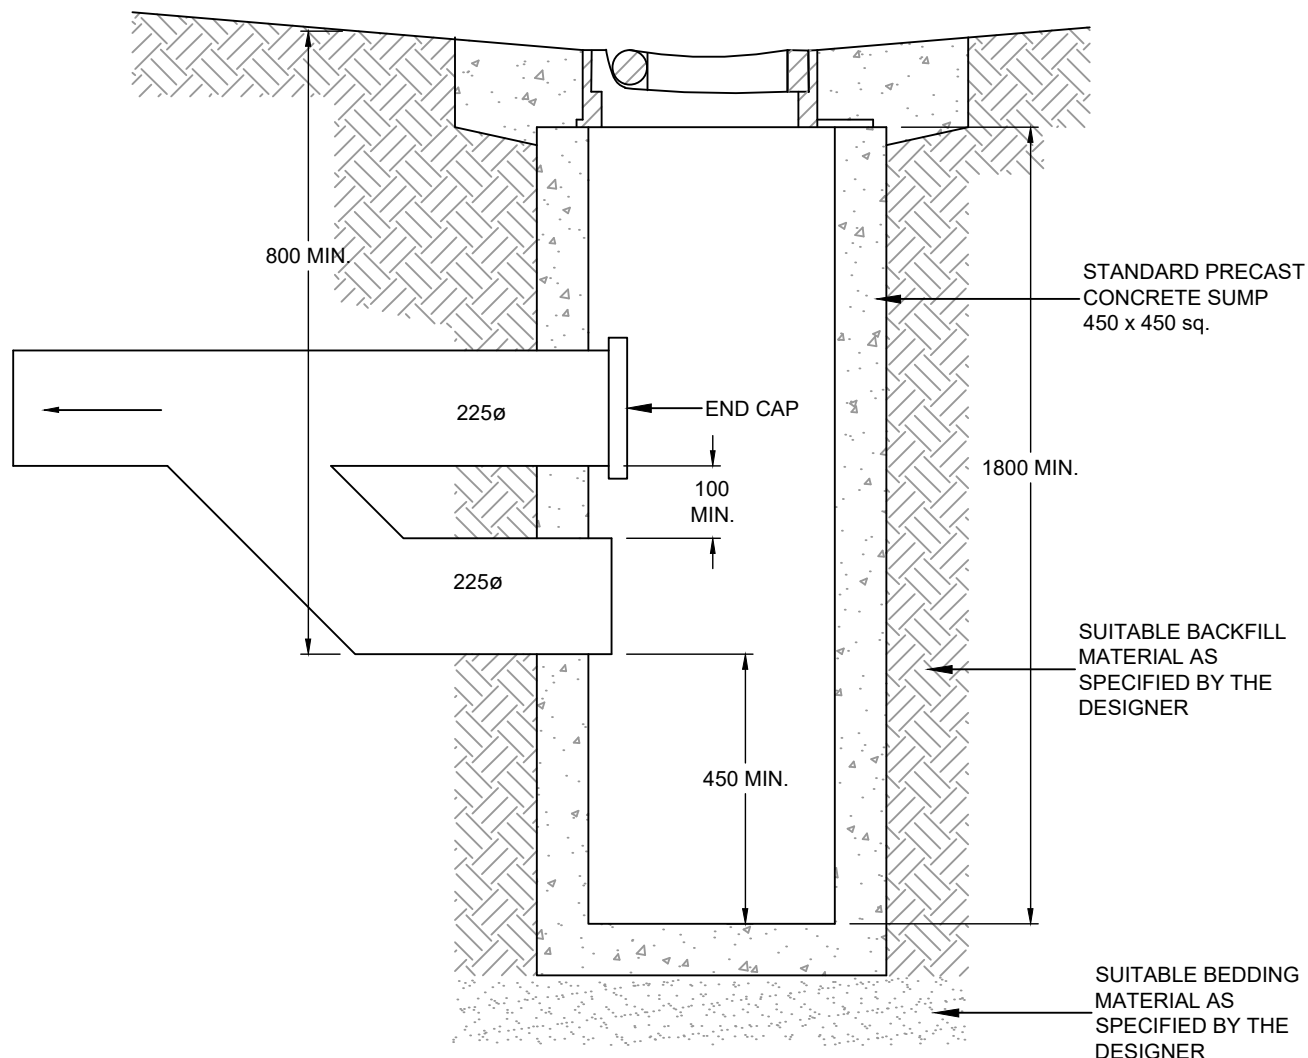 800 MIN.
STANDARD PRECAST
CONCRETE SUMP
450 x 450 sq.
225ø
END CAP
1800 MIN.
100
MIN.
225ø
SUITABLE BACKFILL
MATERIAL AS
SPECIFIED BY THE
DESIGNER
450 MIN.
SUITABLE BEDDING
MATERIAL AS
SPECIFIED BY THE
DESIGNER